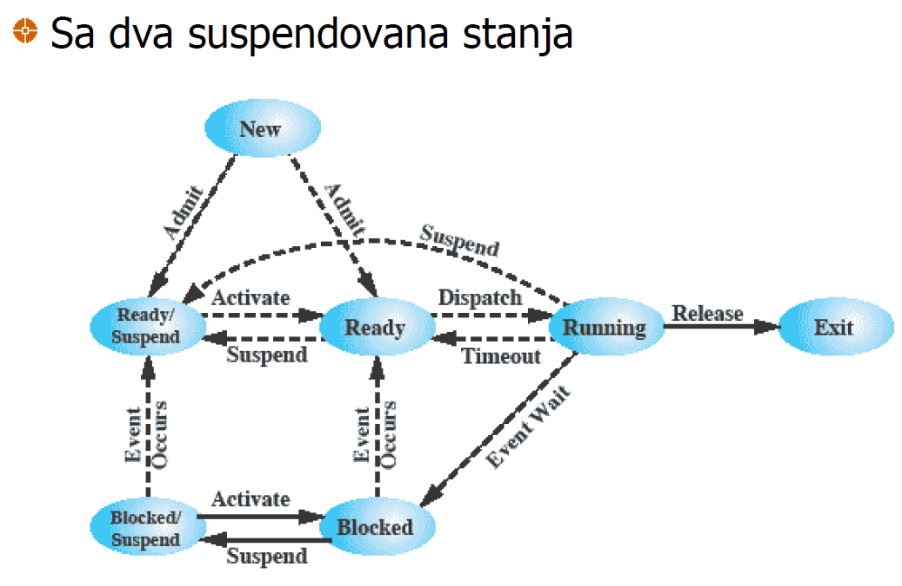 Sa dva suspendovana stanja
New
Admit
Admit
Suspend
Ready/
Suspend
Activate
Suspend
Ready
Dispatch
Timeout
Running
Release
Exit
Event
Occurs
Event
Occurs
Event Wait
Blocked/
Suspend
Activate
Suspend
Blocked